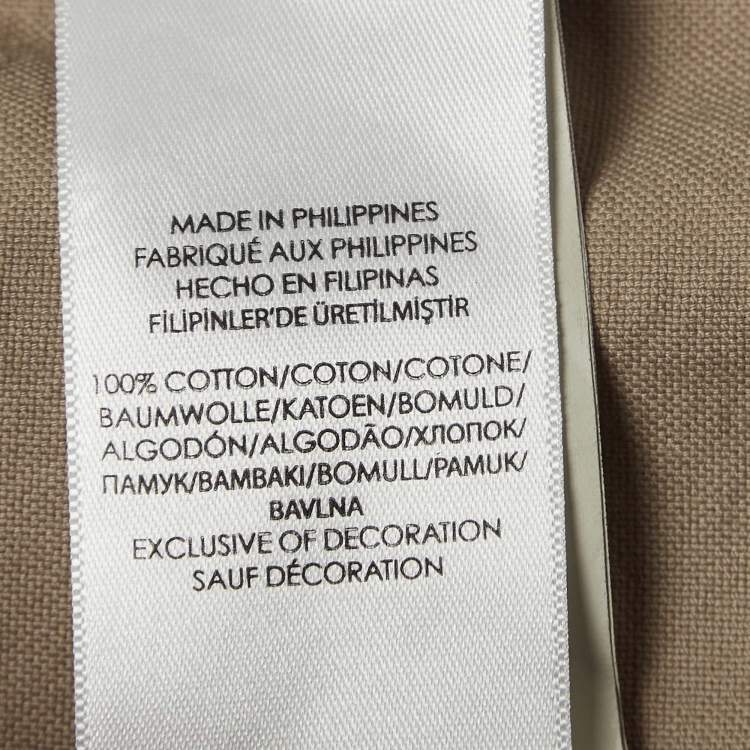 MADE IN PHILIPPINES
FABRIQUÉ AUX PHILIPPINES
HECHO EN FILIPINAS
FİLİPİNLER'DE ÜRETİLMİŞTİR
100% COTTON/COTON/COTONE/
BAUMWOLLE/KATOEN/BOMULD/
ALGODÓN/ALGODÃO/ХЛОПОК/
ПАМУК/BAMBAKI/BOMULL/PAMUK/
BAVLNA
EXCLUSIVE OF DECORATION
SAUF DÉCORATION